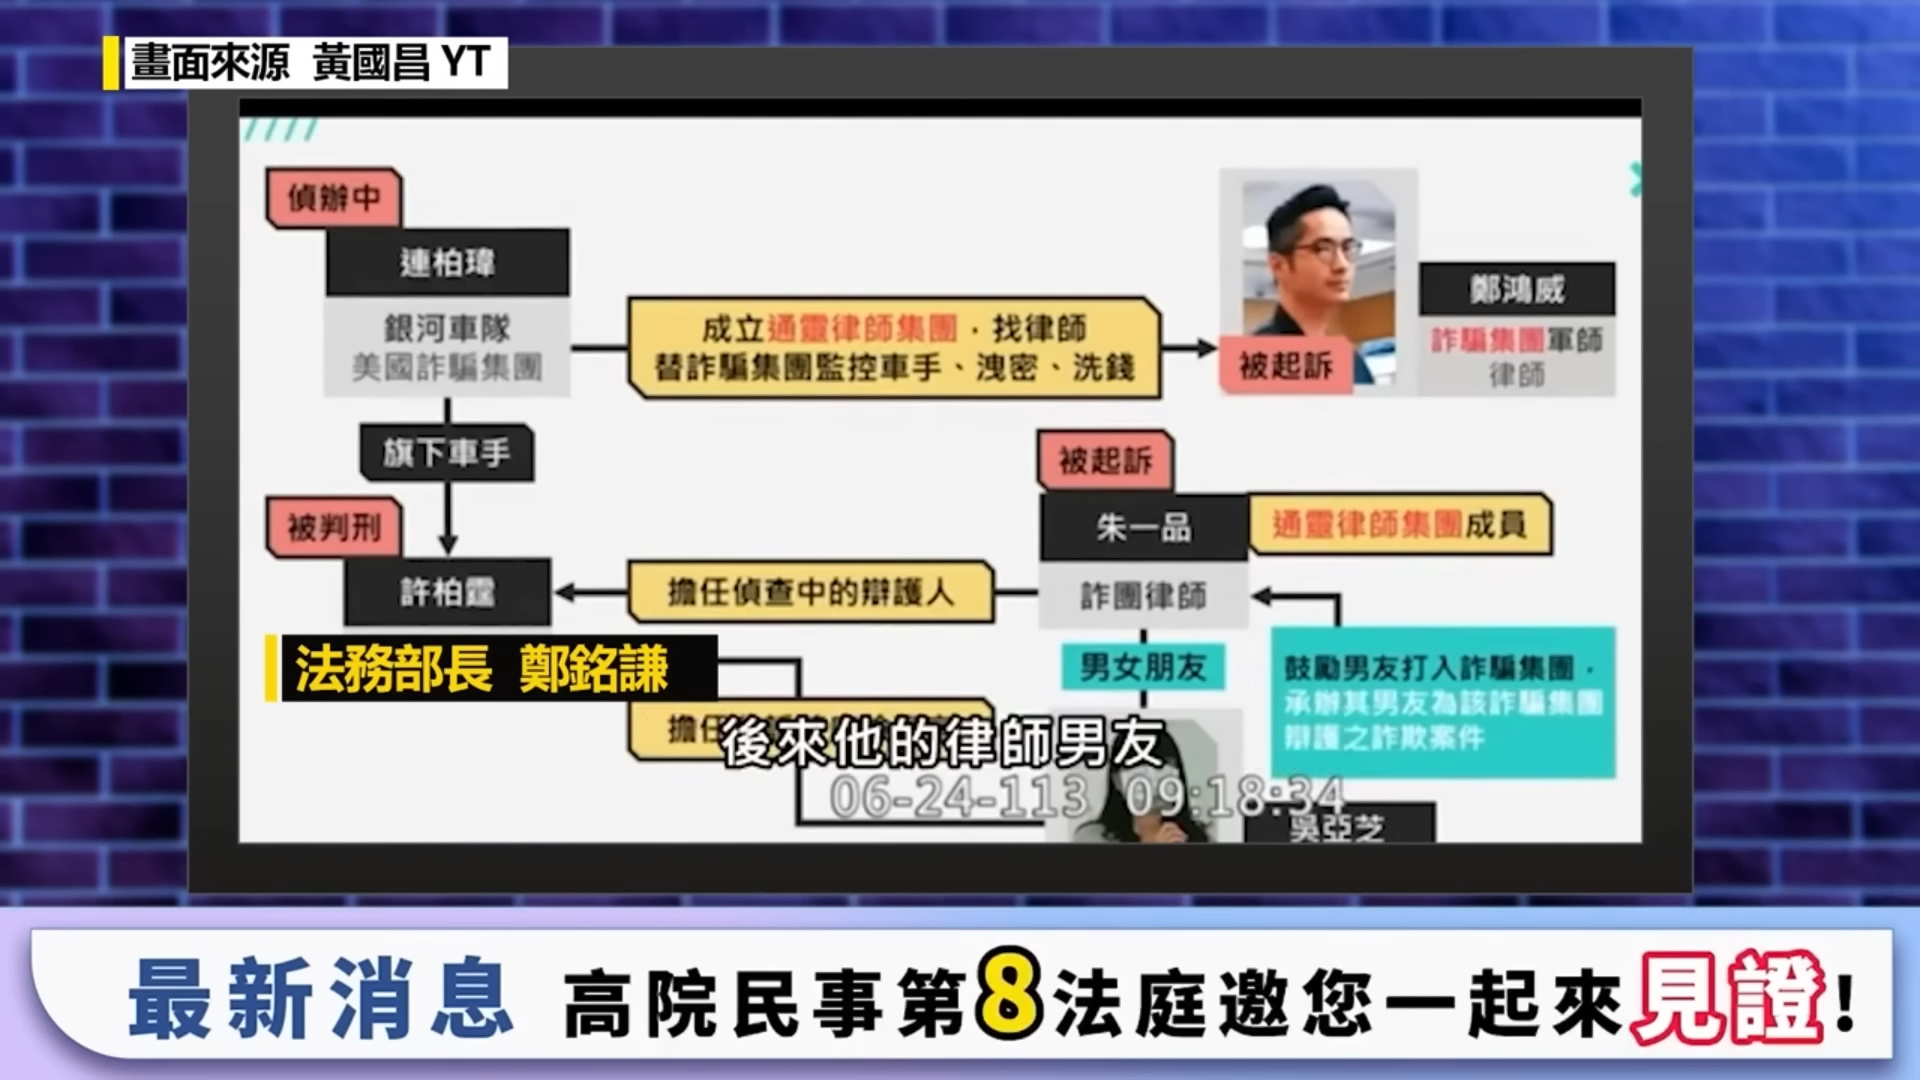 畫面來源 黃國昌 YT
偵辦中
連柏瑋
銀河車隊
美國詐騙集團
成立通靈律師集團，找律師
替詐騙集團監控車手、洩密、洗錢
被起訴
鄭鴻威
詐騙集團軍師
律師
旗下車手
被判刑
許柏靈
擔任偵查中的辯護人
被起訴
朱一品
通靈律師集團成員
詐團律師
男女朋友
鼓勵男友打入詐騙集團，
承辦其男友為該詐騙集團
辯護之詐欺案件
法務部長 鄭銘謙
擔任
後來他的律師男友
06-24-113 09:18:34
吳亞芝
最新消息 高院民事第8法庭邀您一起來見證!